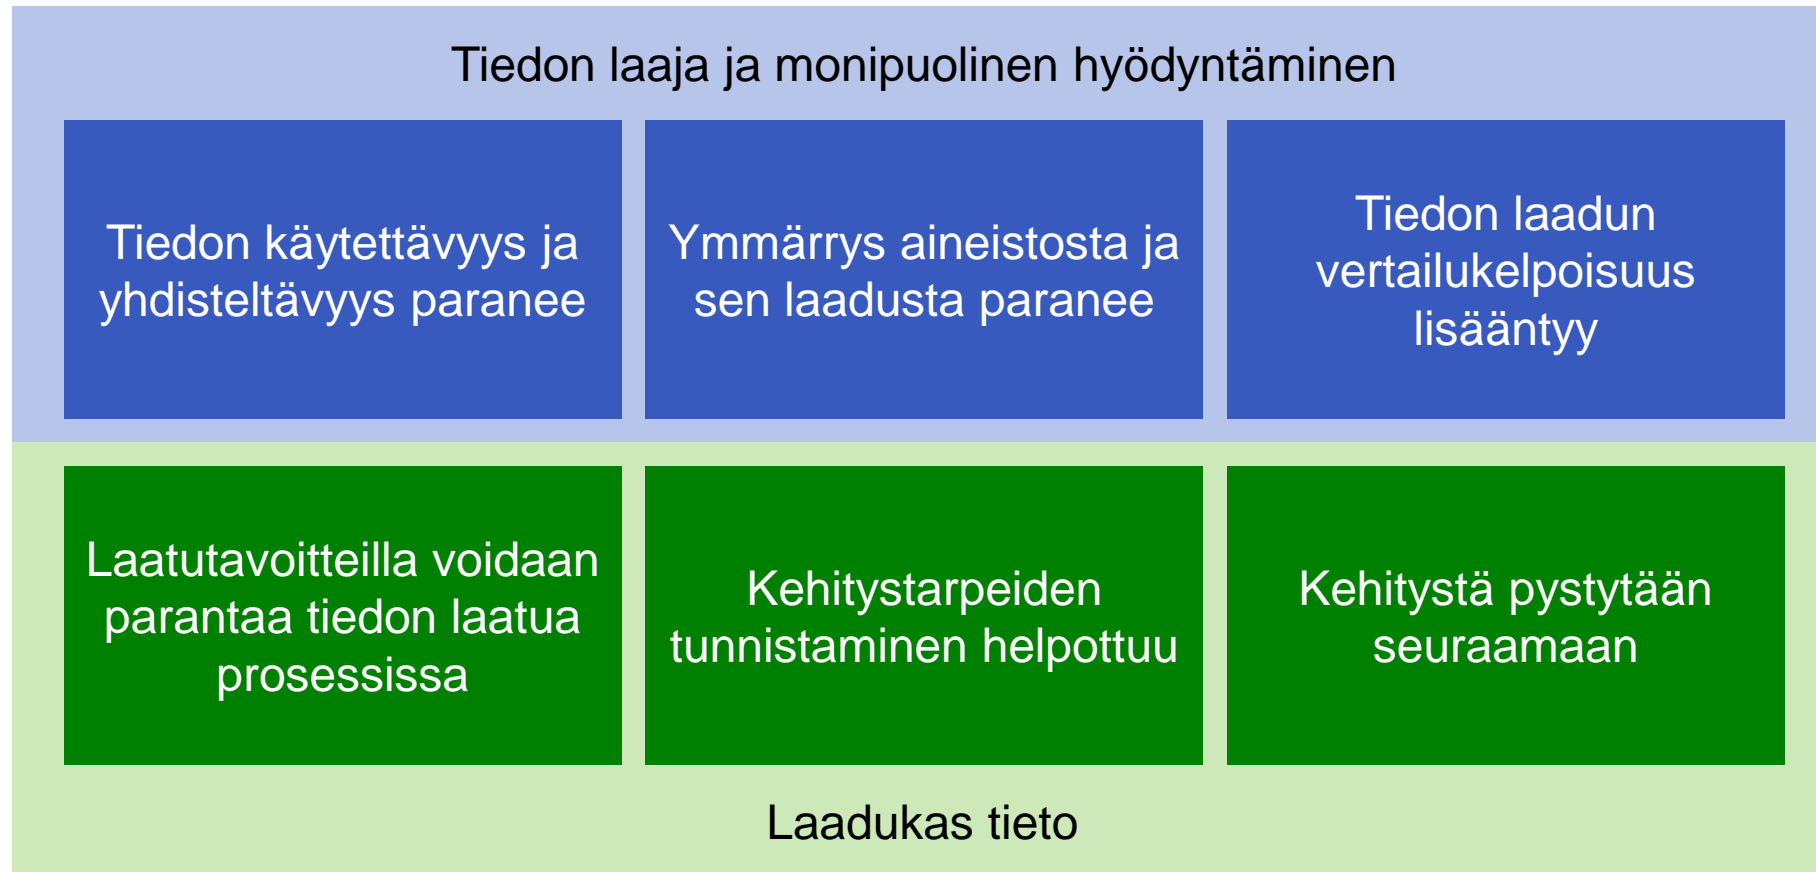 Tiedon laaja ja monipuolinen hyödyntäminen
Tiedon käytettävyys ja
yhdisteltävyys paranee
Ymmärrys aineistosta ja
sen laadusta paranee
Tiedon laadun
vertailukelpoisuus
lisääntyy
Laatutavoitteilla voidaan
parantaa tiedon laatua
prosessissa
Kehitystarpeiden
tunnistaminen helpottuu
Kehitystä pystytään
seuraamaan
Laadukas tieto